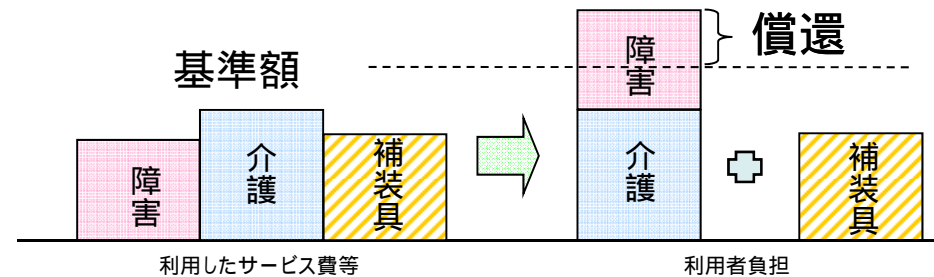 基準額
障害
介護
補装具
利用したサービス費等
障害
償還
介護
補装具
利用者負担